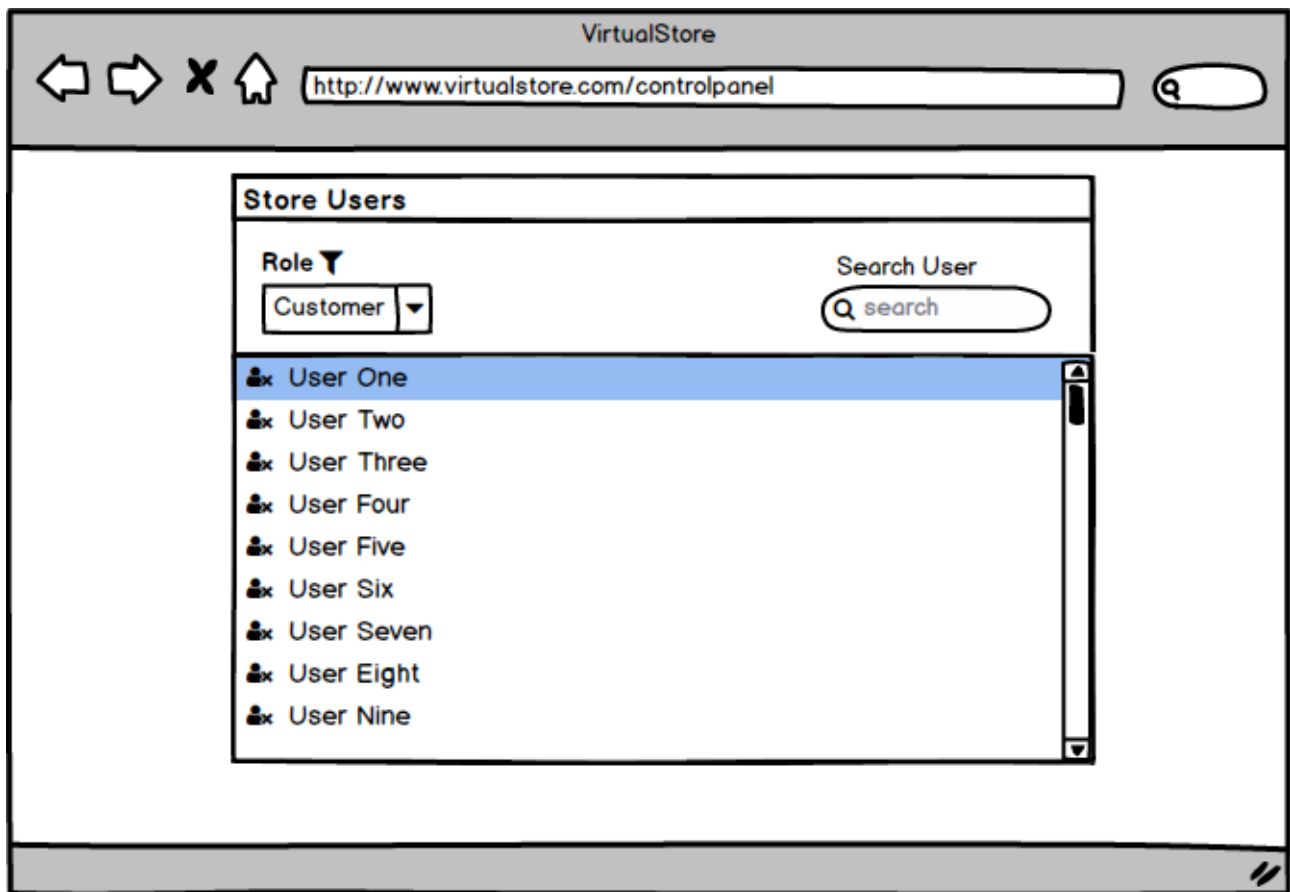 VirtualStore
http://www.virtualstore.com/controlpanel
Store Users
Role
Search User
Customer
search
User One
User Two
User Three
User Four
User Five
User Six
User Seven
User Eight
User Nine